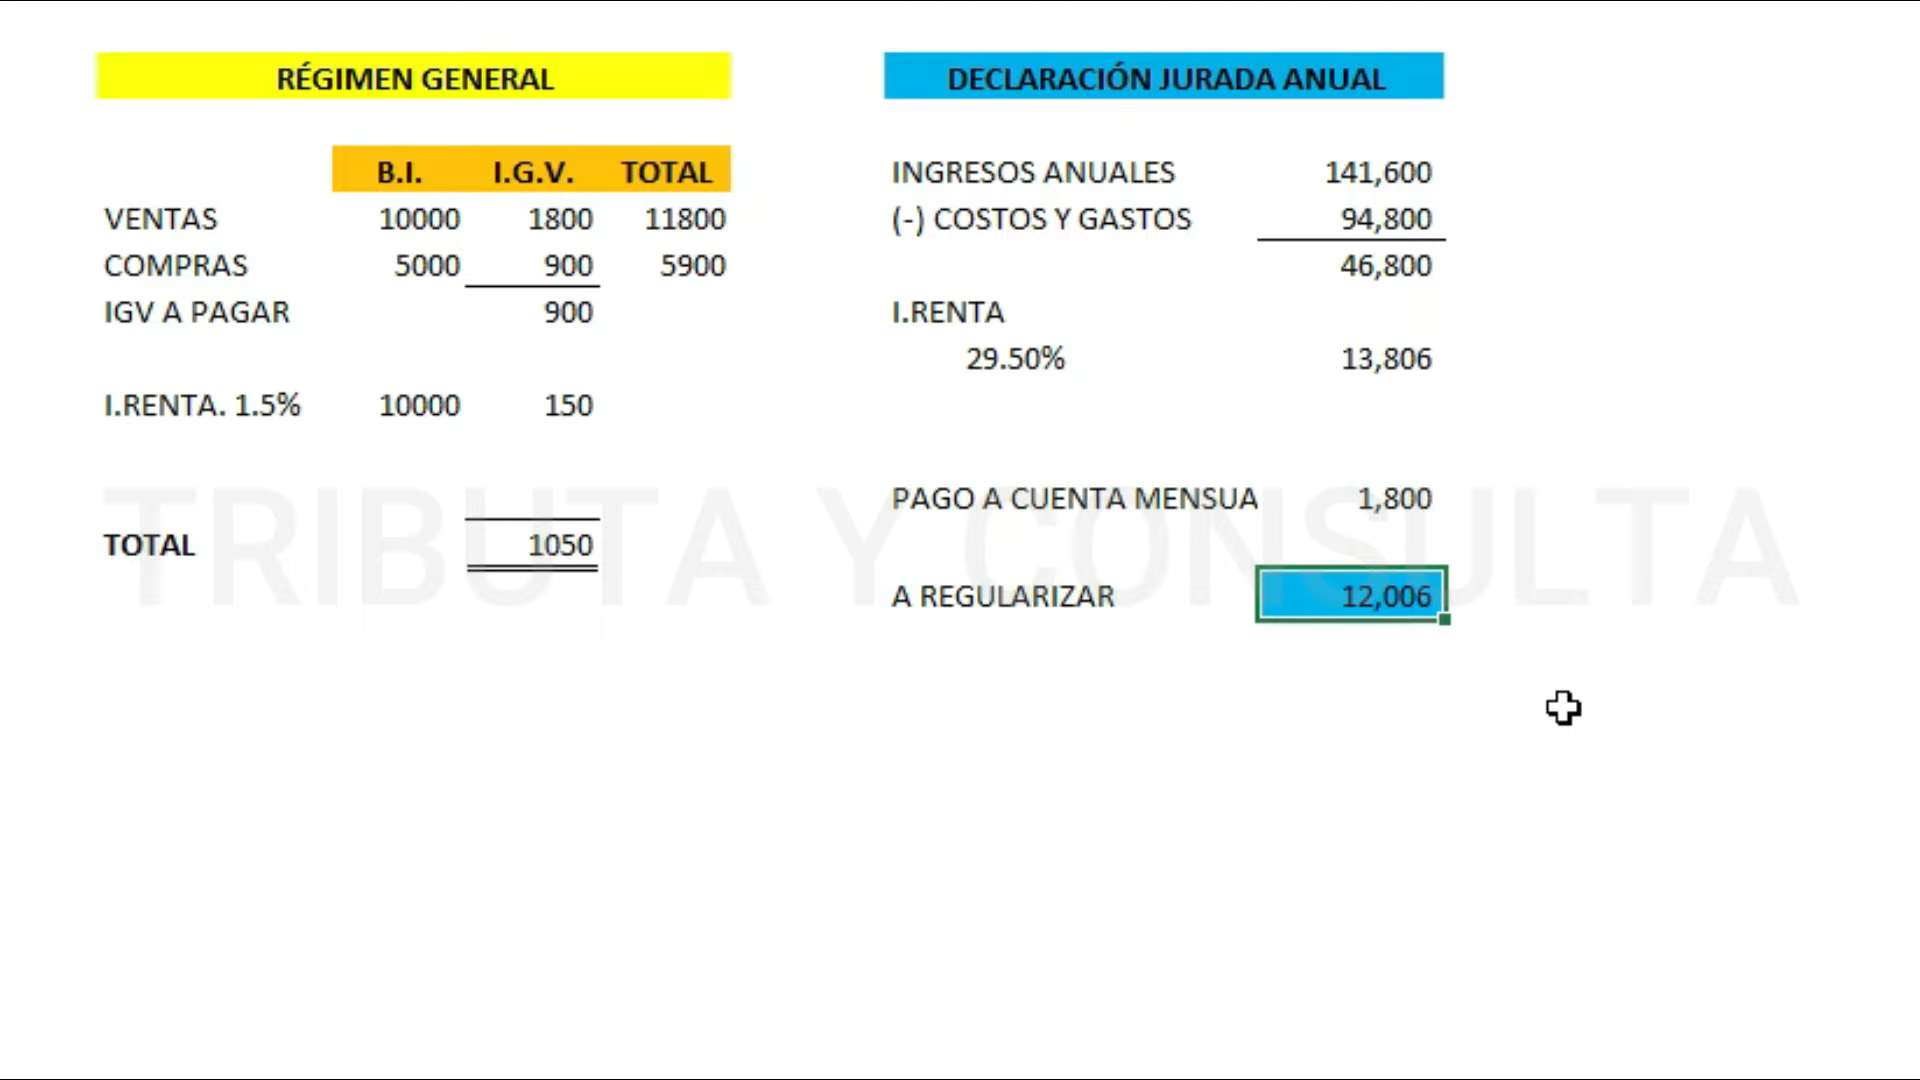 RÉGIMEN GENERAL
B.I. I.G.V. TOTAL
VENTAS 10000 1800 11800
COMPRAS 5000 900 5900
IGV A PAGAR 900
I.RENTA. 1.5% 10000 150
TOTAL 1050
DECLARACIÓN JURADA ANUAL
INGRESOS ANUALES 141,600
(-) COSTOS Y GASTOS 94,800
46,800
I.RENTA
29.50% 13,806
PAGO A CUENTA MENSUA 1,800
A REGULARIZAR 12,006
TRIBUTA Y CONSULTA